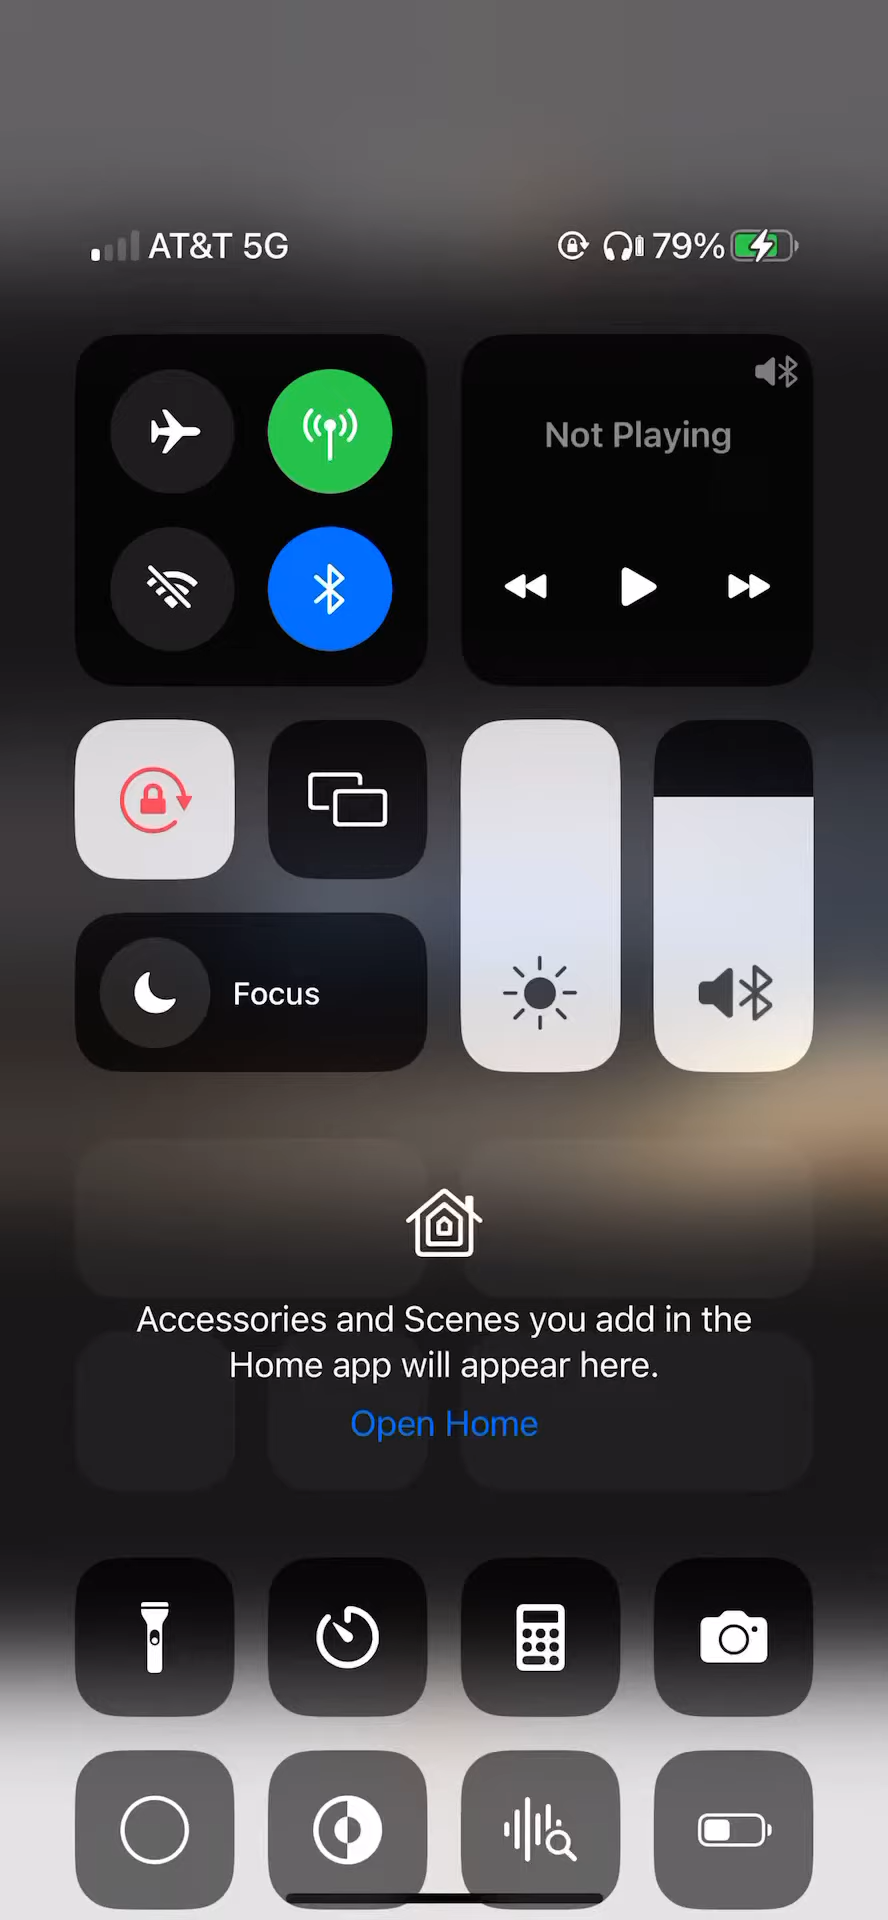 AT&T 5G 79%
Not Playing
Focus
Accessories and Scenes you add in the
Home app will appear here.
Open Home